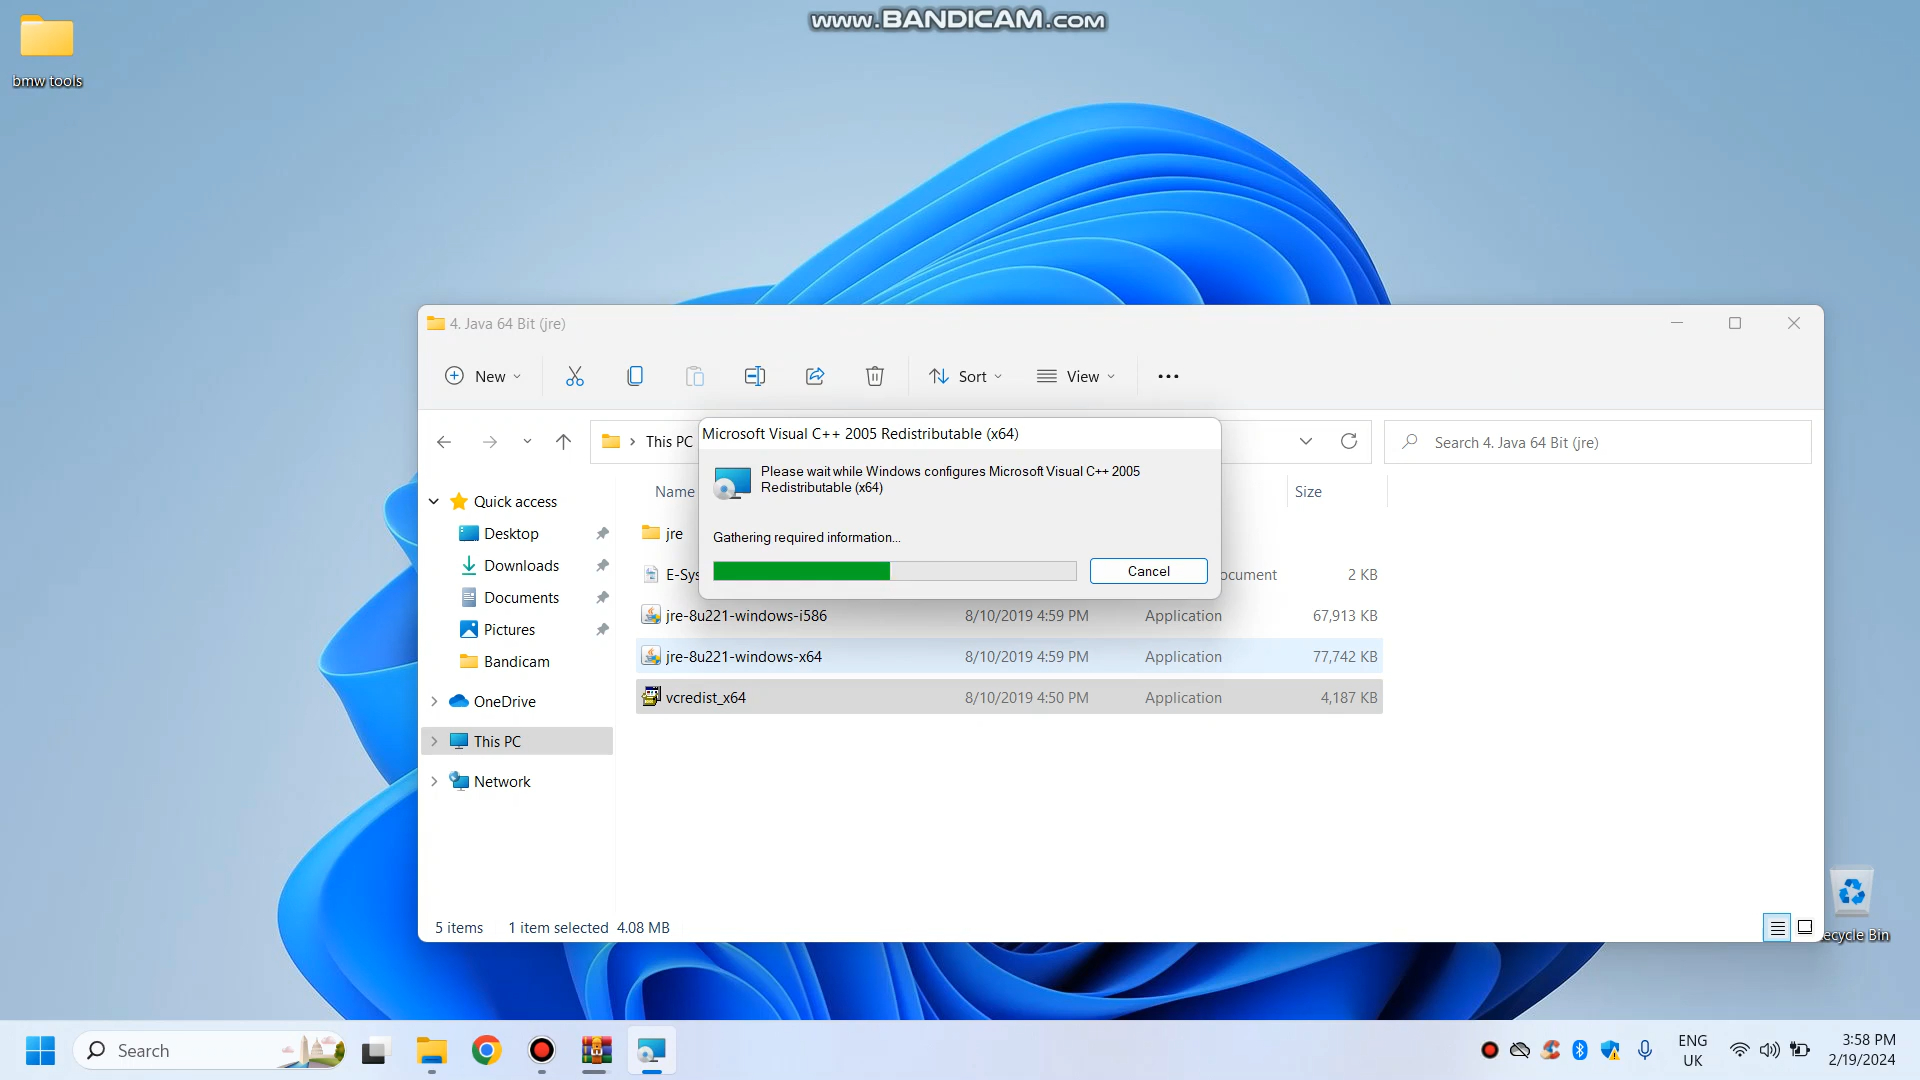 www.BANDICAM.com
bmw tools
4. Java 64 Bit (jre)
New
Sort
View
This PC
Search 4. Java 64 Bit (jre)
Microsoft Visual C++ 2005 Redistributable (x64)
Please wait while Windows configures Microsoft Visual C++ 2005
Redistributable (x64)
Gathering required information...
Cancel
Name
Size
Quick access
Desktop
Downloads
Documents
Pictures
Bandicam
OneDrive
This PC
Network
jre
E-Sys
ocument 2 KB
jre-8u221-windows-i586 8/10/2019 4:59 PM Application 67,913 KB
jre-8u221-windows-x64 8/10/2019 4:59 PM Application 77,742 KB
vcredist_x64 8/10/2019 4:50 PM Application 4,187 KB
5 items 1 item selected 4.08 MB
ecycle Bin
Search
ENG
UK
3:58 PM
2/19/2024